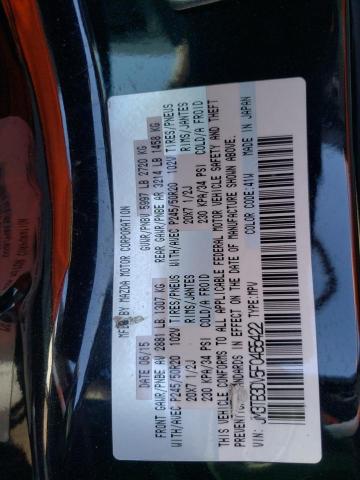 MFD BY MAZDA MOTOR CORPORATION
DATE 06/15 GVWR/PNBV 5997 LB 2720 KG
FRONT GAWR/PNBE AV 2881 LB 1307 KG REAR GAWR/PNBE AR 3214 LB 1458 KG
WITH/AVEC P245/50R20 102V TIRES/PNEUS WITH/AVEC P245/50R20 102V TIRES/PNEUS
20X7 1/2J RIMS/JANTES 20X7 1/2J RIMS/JANTES
230 KPA/34 PSI COLD/A FROID 230 KPA/34 PSI COLD/A FROID
THIS VEHICLE CONFORMS TO ALL APPLICABLE FEDERAL MOTOR VEHICLE SAFETY AND THEFT
PREVENTION STANDARDS IN EFFECT ON THE DATE OF MANUFACTURE SHOWN ABOVE.
VIN: TYPE:MPV COLOR CODE:41W MADE IN JAPAN